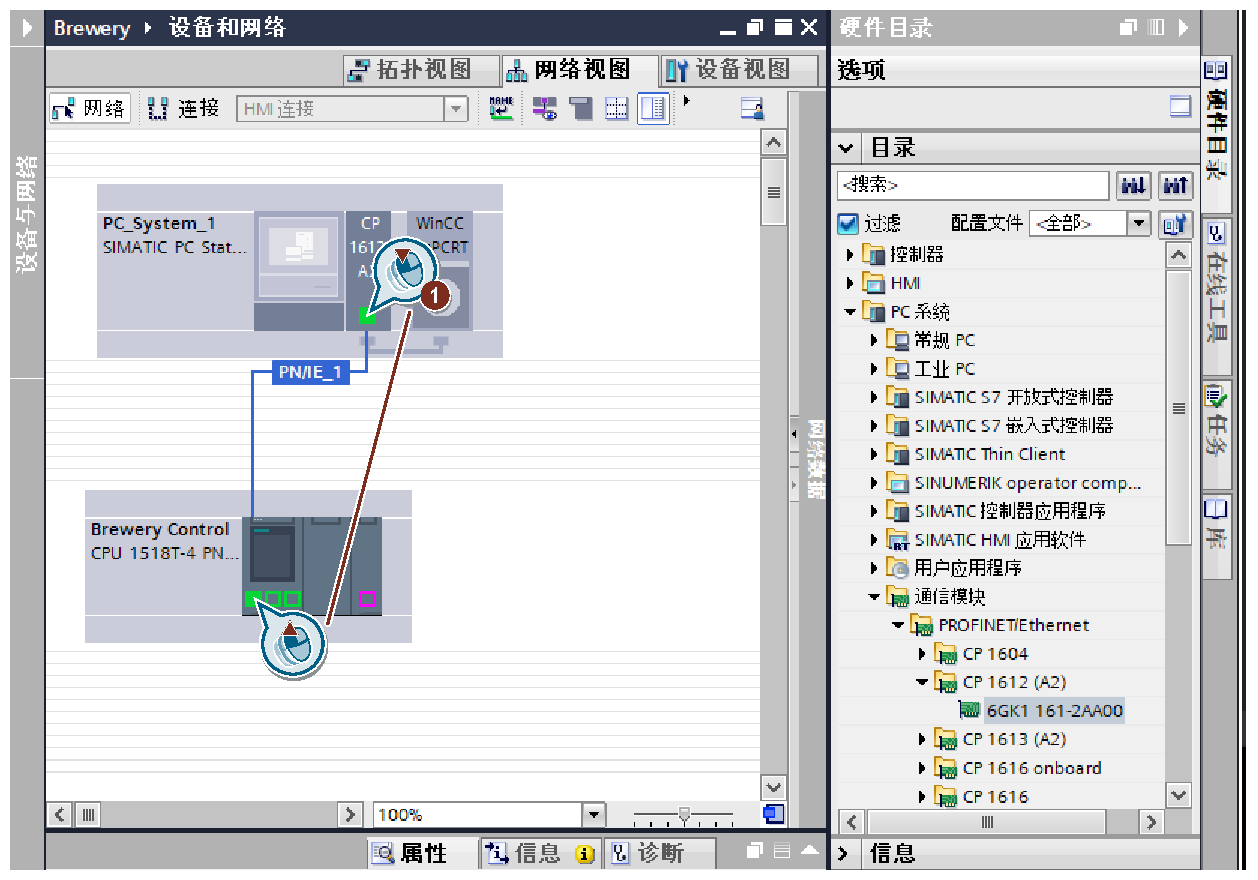 Brewery ▸ 设备和网络
设备与网络
拓扑视图
网络视图
设备视图
网络
连接
HMI 连接
PC_System_1
SIMATIC PC Stat...
CP
1612
WinCC
PCRT
1
PN/IE_1
Brewery Control
CPU 1518T-4 PN...
网络数据
100%
属性
信息
诊断
硬件目录
选项
目录
<搜索>
过滤
配置文件 <全部>
控制器
HMI
PC 系统
常规 PC
工业 PC
SIMATIC S7 开放式控制器
SIMATIC S7 嵌入式控制器
SIMATIC Thin Client
SINUMERIK operator comp...
SIMATIC 控制器应用程序
SIMATIC HMI 应用软件
用户应用程序
通信模块
PROFINET/Ethernet
CP 1604
CP 1612 (A2)
6GK1 161-2AA00
CP 1613 (A2)
CP 1616 onboard
CP 1616
信息
硬件目录
在线工具
任务
库